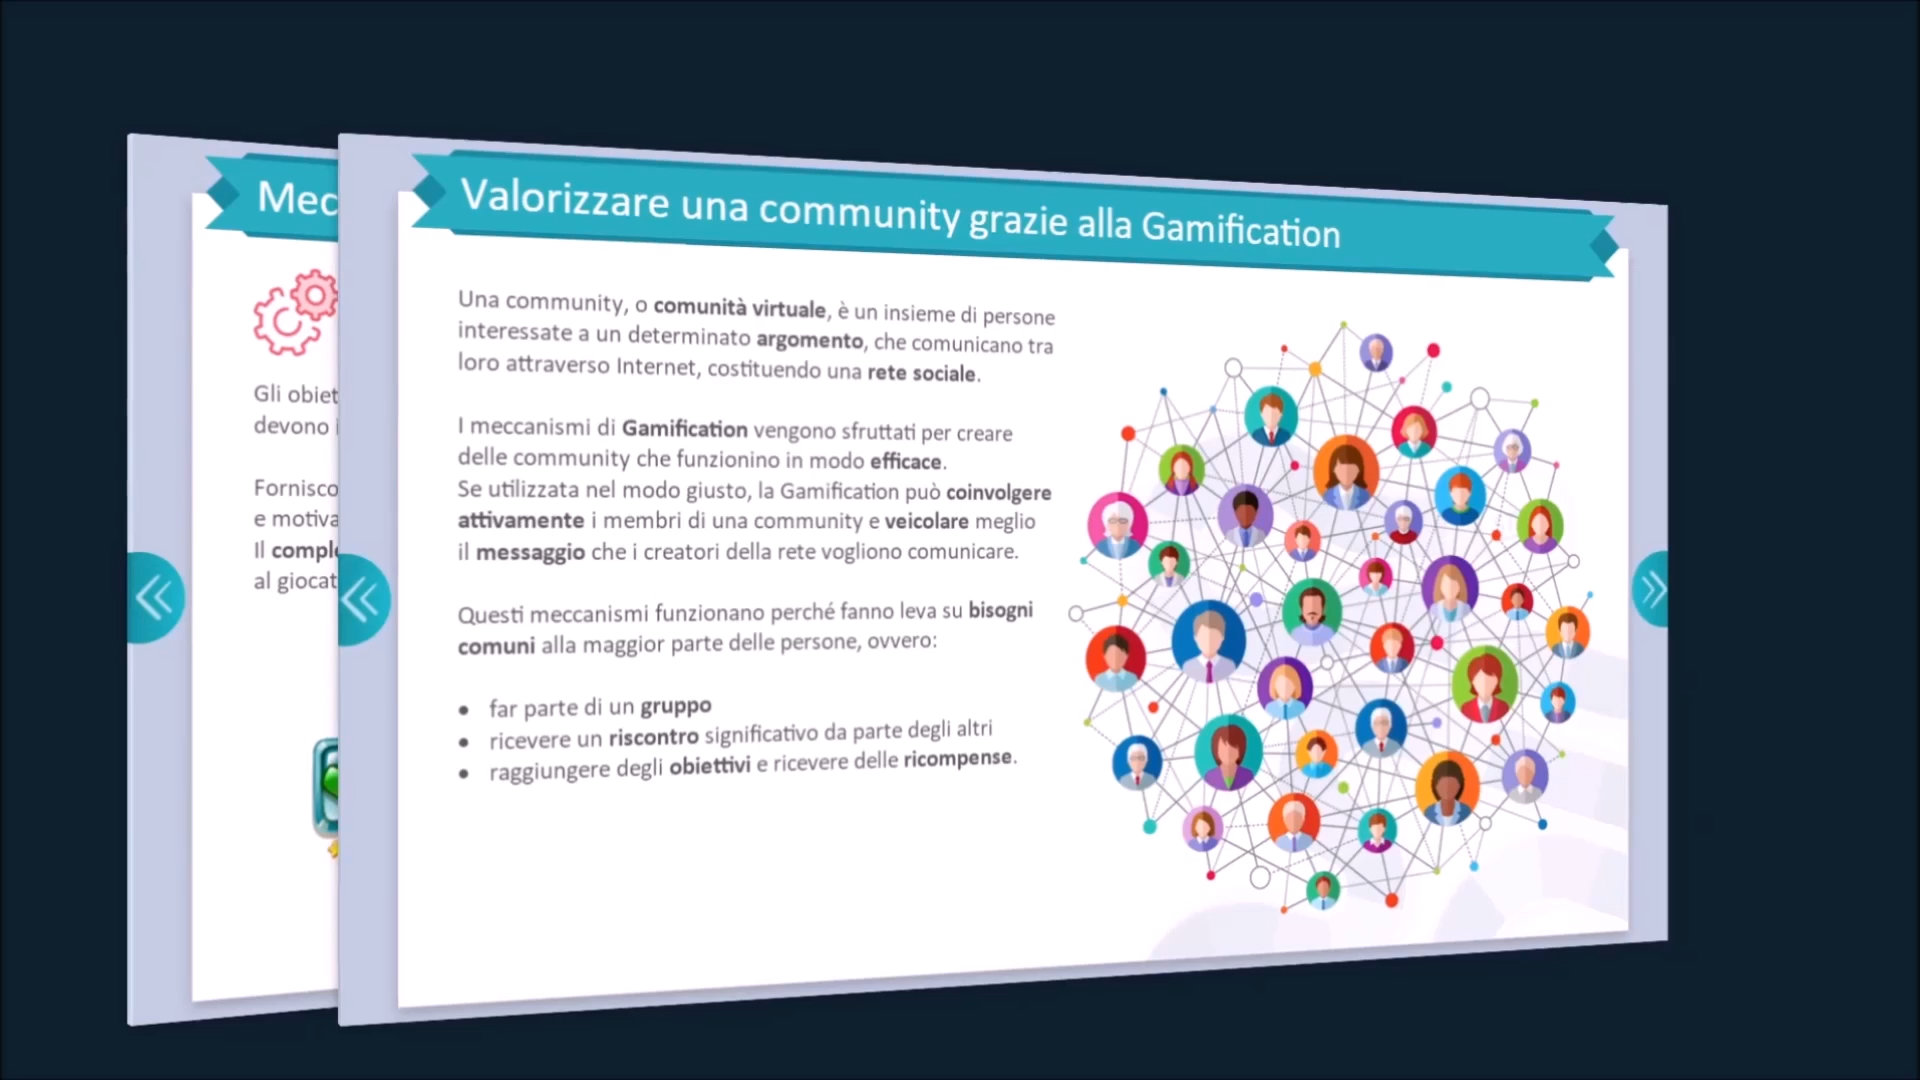 Mec
Gli obiet
devono i
Fornisco
e motiva
Il comple
al giocat
Valorizzare una community grazie alla Gamification
Una community, o comunità virtuale, è un insieme di persone
interessate a un determinato argomento, che comunicano tra
loro attraverso Internet, costituendo una rete sociale.
I meccanismi di Gamification vengono sfruttati per creare
delle community che funzionino in modo efficace.
Se utilizzata nel modo giusto, la Gamification può coinvolgere
attivamente i membri di una community e veicolare meglio
il messaggio che i creatori della rete vogliono comunicare.
Questi meccanismi funzionano perché fanno leva su bisogni
comuni alla maggior parte delle persone, ovvero:
• far parte di un gruppo
• ricevere un riscontro significativo da parte degli altri
• raggiungere degli obiettivi e ricevere delle ricompense.